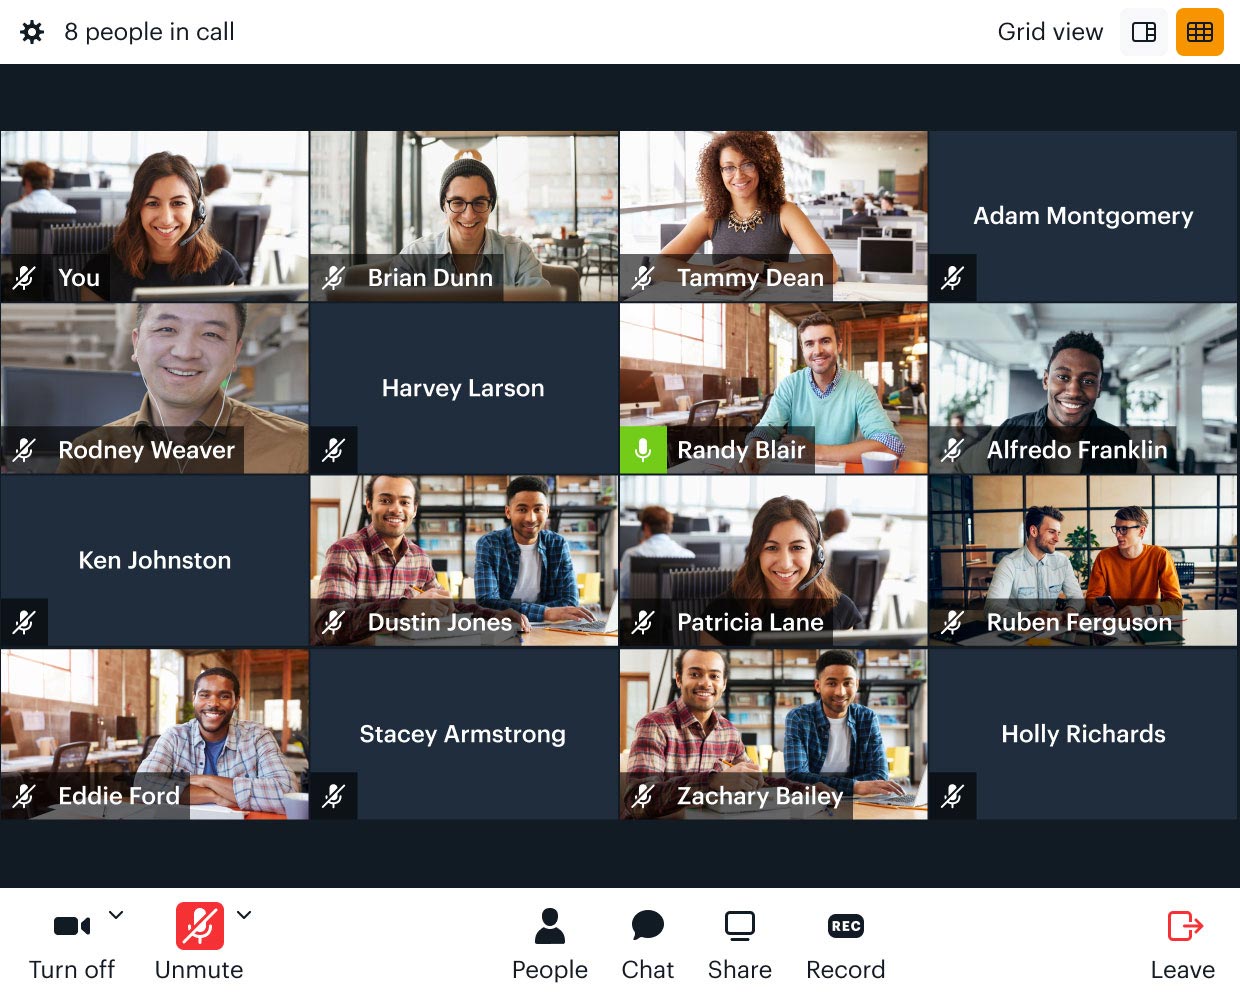 8 people in call
Grid view
You
Brian Dunn
Tammy Dean
Adam Montgomery
Rodney Weaver
Harvey Larson
Randy Blair
Alfredo Franklin
Ken Johnston
Dustin Jones
Patricia Lane
Ruben Ferguson
Eddie Ford
Stacey Armstrong
Zachary Bailey
Holly Richards
REC
Turn off
Unmute
People
Chat
Share
Record
Leave